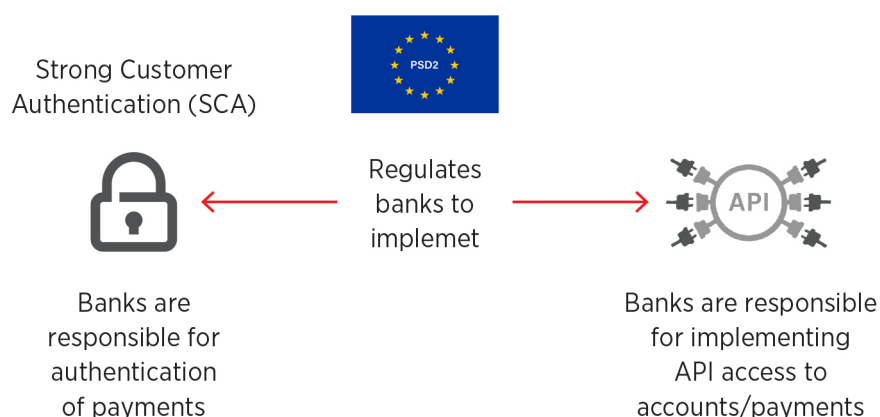 Strong Customer
Authentication (SCA)
PSD2
Regulates
banks to
implemet
API
Banks are
responsible for
authentication
of payments
Banks are responsible
for implementing
API access to
accounts/payments